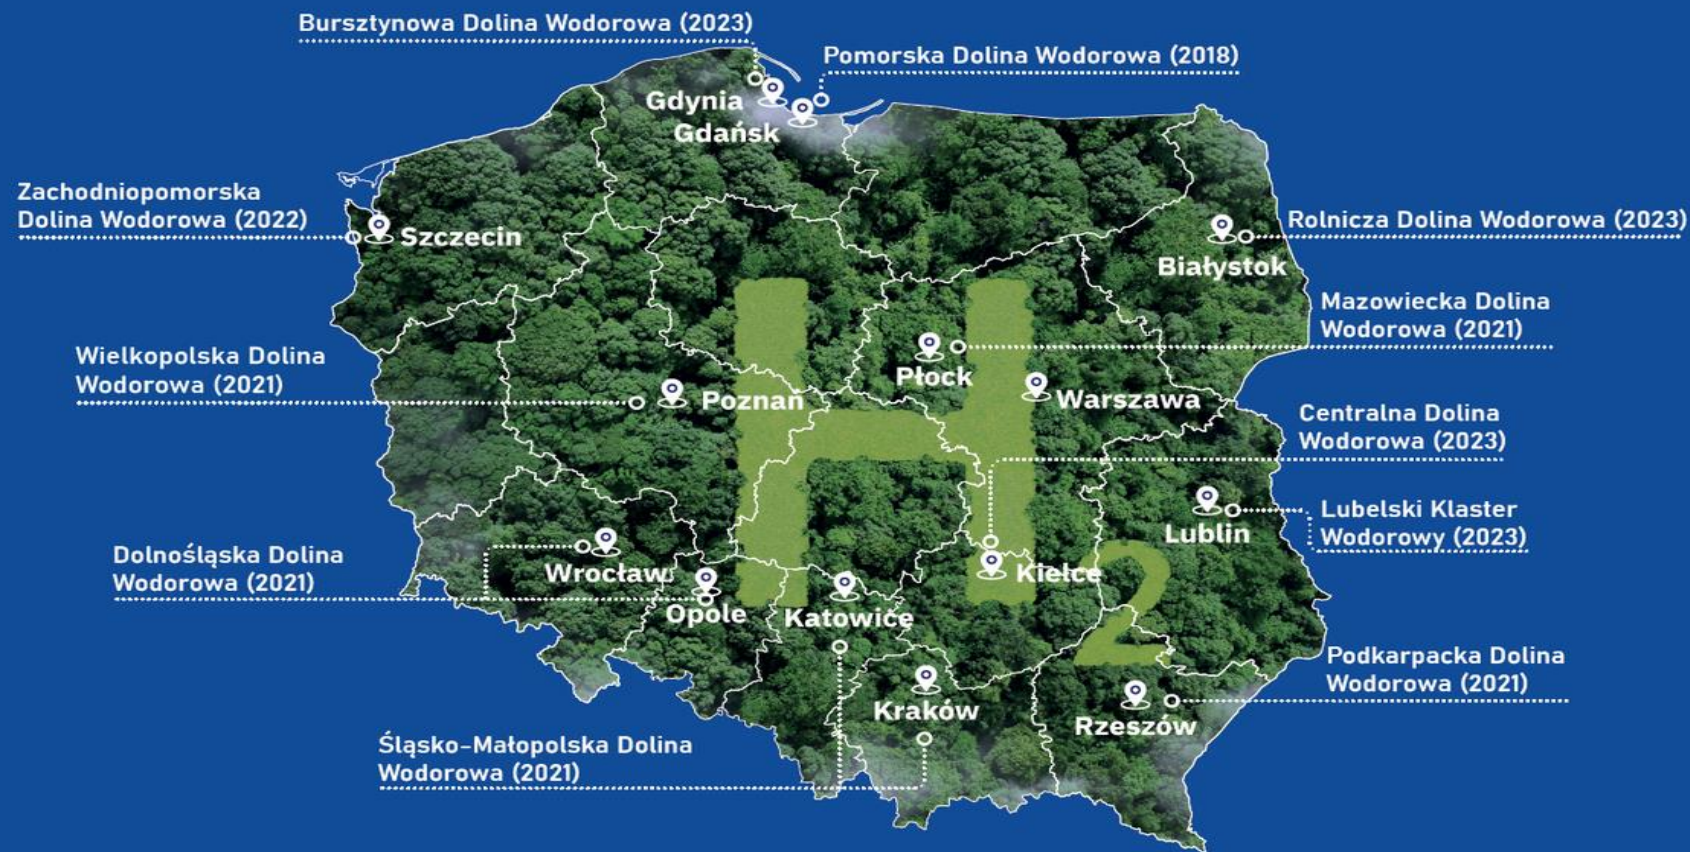 Bursztynowa Dolina Wodorowa (2023)
Pomorska Dolina Wodorowa (2018)
Gdynia
Gdańsk
Zachodniopomorska
Dolina Wodorowa (2022)
Szczecin
Rolnicza Dolina Wodorowa (2023)
Białystok
Mazowiecka Dolina
Wodorowa (2021)
Wielkopolska Dolina
Wodorowa (2021)
Płock
Poznań
Warszawa
Centralna Dolina
Wodorowa (2023)
H2
Lubelski Klaster
Wodorowy (2023)
Lublin
Dolnośląska Dolina
Wodorowa (2021)
Wrocław
Kielce
Opole
Katowice
Podkarpacka Dolina
Wodorowa (2021)
Kraków
Rzeszów
Śląsko-Małopolska Dolina
Wodorowa (2021)